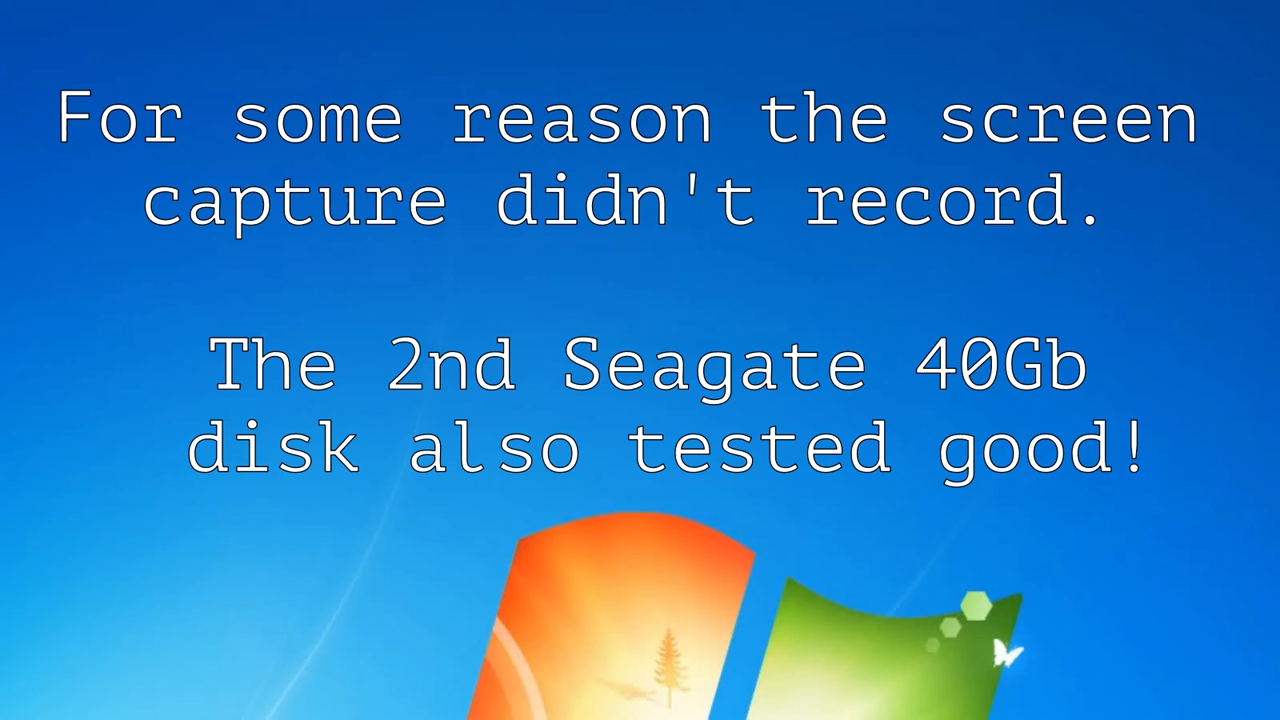 For some reason the screen
capture didn't record.
The 2nd Seagate 40Gb
disk also tested good!